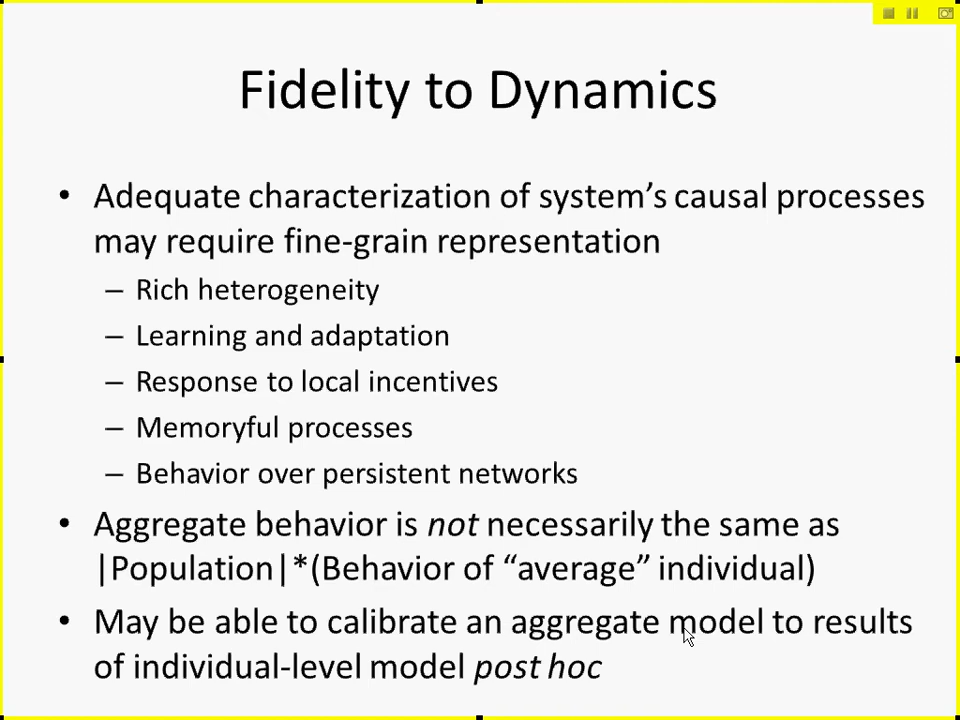 Fidelity to Dynamics
• Adequate characterization of system’s causal processes
may require fine-grain representation
– Rich heterogeneity
– Learning and adaptation
– Response to local incentives
– Memoryful processes
– Behavior over persistent networks
• Aggregate behavior is not necessarily the same as
|Population|*(Behavior of “average” individual)
• May be able to calibrate an aggregate model to results
of individual-level model post hoc